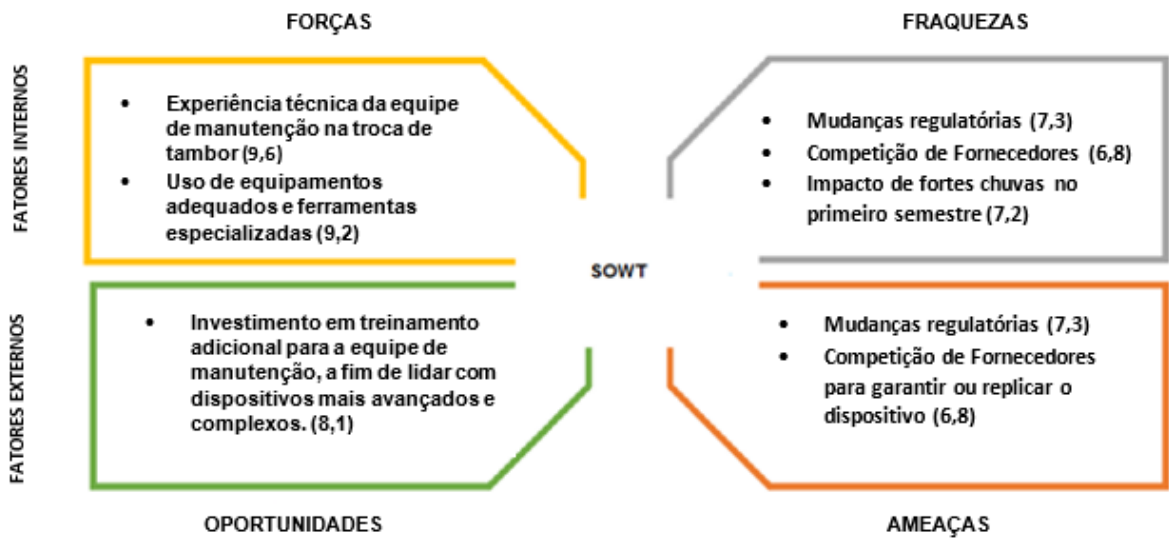 FORÇAS
FRAQUEZAS
FATORES INTERNOS
• Experiência técnica da equipe
de manutenção na troca de
tambor (9,6)
• Uso de equipamentos
adequados e ferramentas
especializadas (9,2)
• Mudanças regulatórias (7,3)
• Competição de Fornecedores (6,8)
• Impacto de fortes chuvas no
primeiro semestre (7,2)
SOWT
FATORES EXTERNOS
• Investimento em treinamento
adicional para a equipe de
manutenção, a fim de lidar com
dispositivos mais avançados e
complexos. (8,1)
• Mudanças regulatórias (7,3)
• Competição de Fornecedores
para garantir ou replicar o
dispositivo (6,8)
OPORTUNIDADES
AMEAÇAS